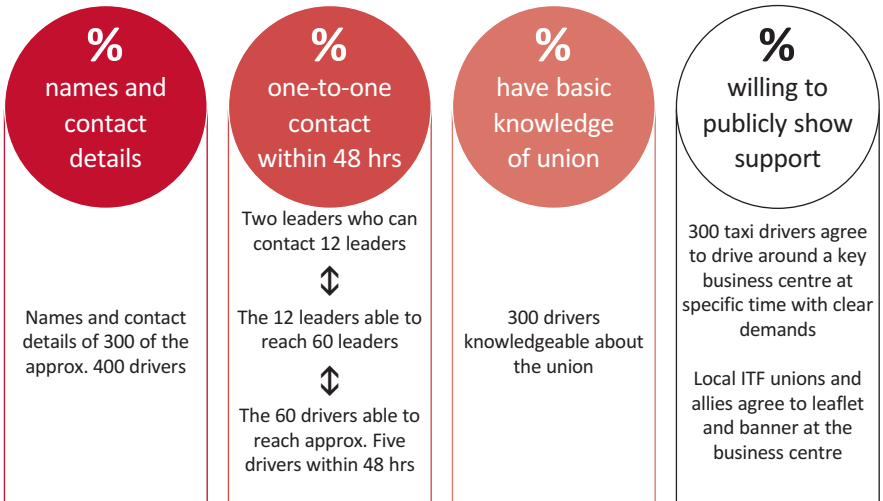 %
names and
contact
details
Names and contact
details of 300 of the
approx. 400 drivers
%
one-to-one
contact
within 48 hrs
Two leaders who can
contact 12 leaders
The 12 leaders able to
reach 60 leaders
The 60 drivers able to
reach approx. Five
drivers within 48 hrs
%
have basic
knowledge
of union
300 drivers
knowledgeable about
the union
%
willing to
publicly show
support
300 taxi drivers agree
to drive around a key
business centre at
specific time with clear
demands
Local ITF unions and
allies agree to leaflet
and banner at the
business centre